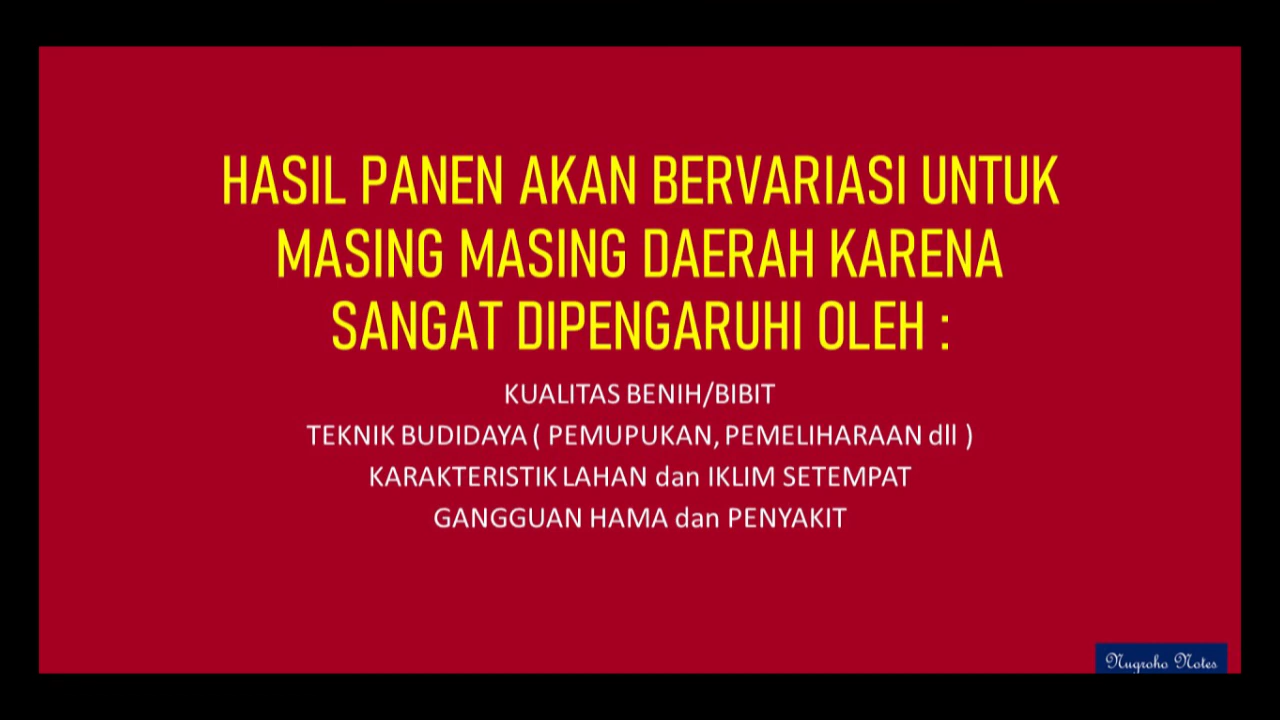 HASIL PANEN AKAN BERVARIASI UNTUK
MASING MASING DAERAH KARENA
SANGAT DIPENGARUHI OLEH :
KUALITAS BENIH/BIBIT
TEKNIK BUDIDAYA ( PEMUPUKAN, PEMELIHARAAN dll )
KARAKTERISTIK LAHAN dan IKLIM SETEMPAT
GANGGUAN HAMA dan PENYAKIT
Nugroho Notes